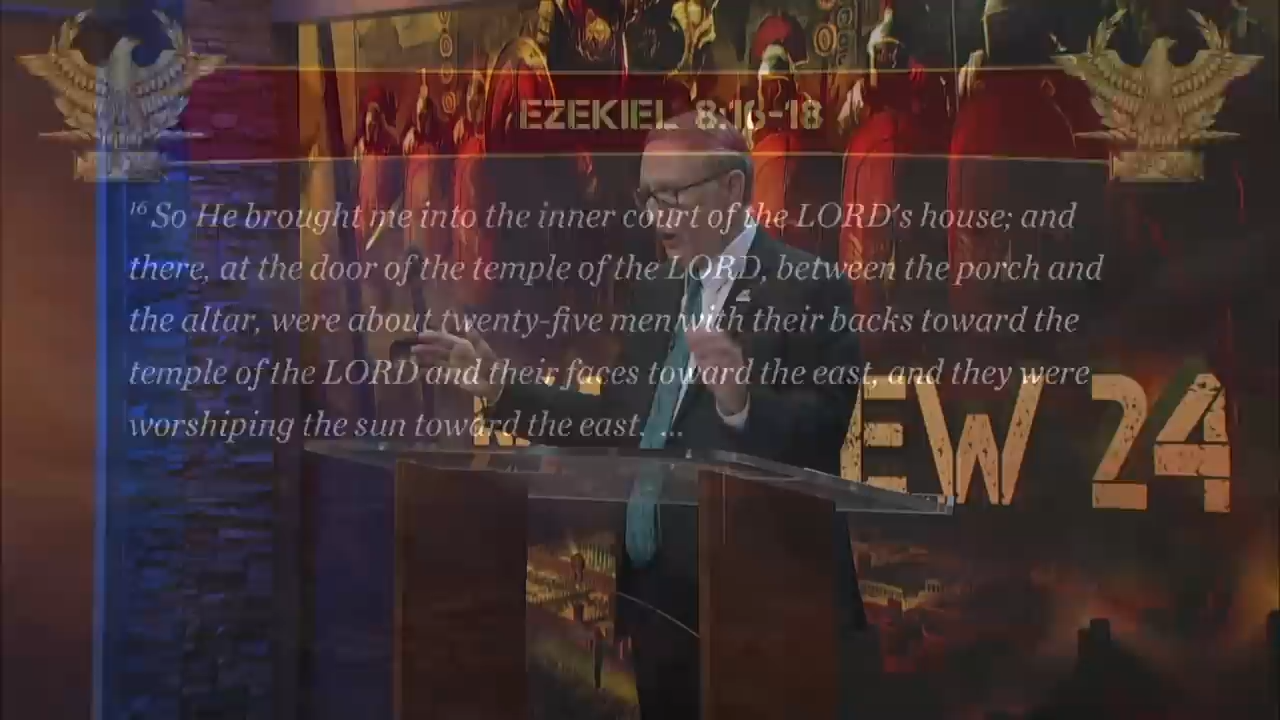 EZEKIEL 8:16-18
¹⁶ So He brought me into the inner court of the LORD's house; and
there, at the door of the temple of the LORD, between the porch and
the altar, were about twenty-five men with their backs toward the
temple of the LORD and their faces toward the east, and they were
worshiping the sun toward the east. ...
EW 24